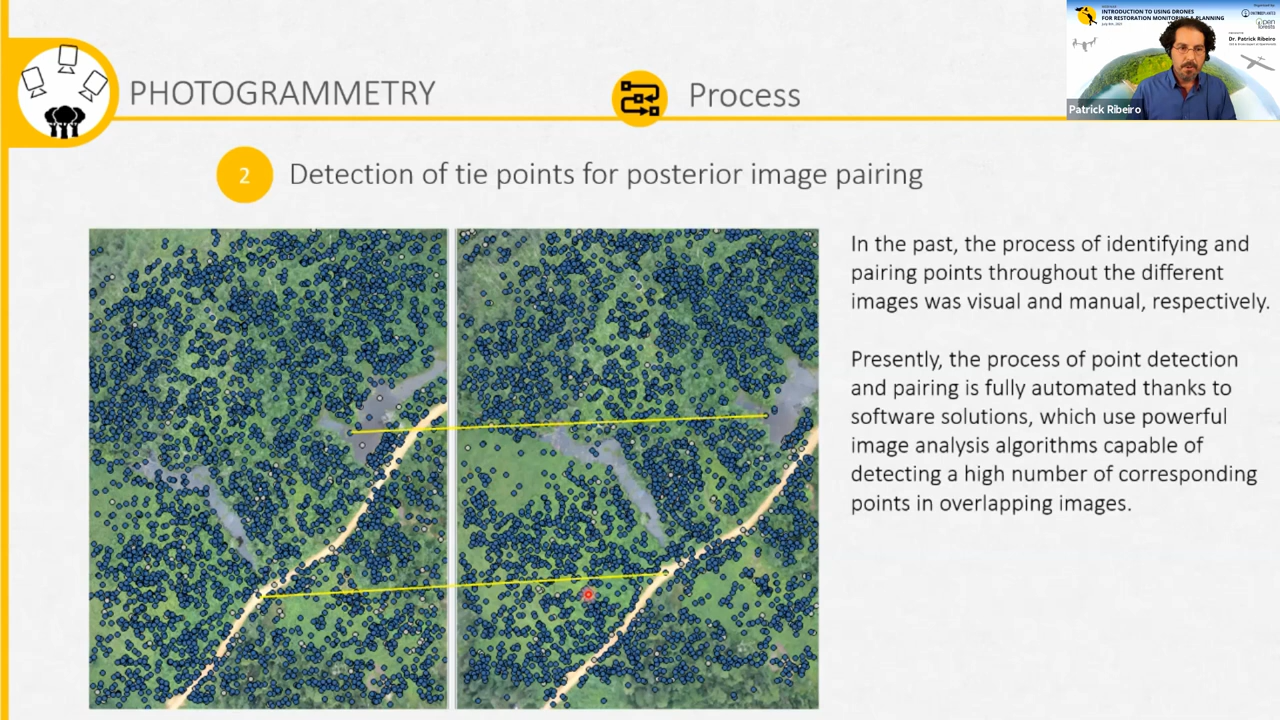 INTRODUCTION TO USING DRONES
FOR RESTORATION MONITORING & PLANNING
Dr. Patrick Ribeiro
Patrick Ribeiro
PHOTOGRAMMETRY
Process
2
Detection of tie points for posterior image pairing
In the past, the process of identifying and
pairing points throughout the different
images was visual and manual, respectively.
Presently, the process of point detection
and pairing is fully automated thanks to
software solutions, which use powerful
image analysis algorithms capable of
detecting a high number of corresponding
points in overlapping images.